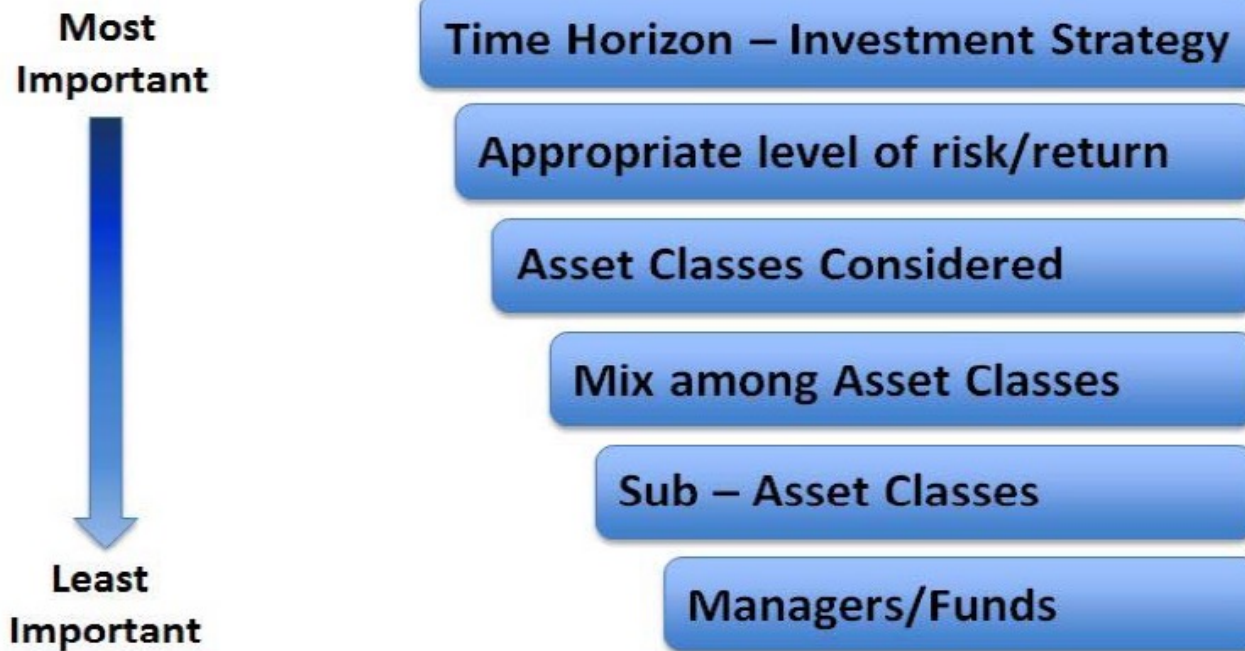 Most
Important
Time Horizon – Investment Strategy
Appropriate level of risk/return
Asset Classes Considered
Mix among Asset Classes
Sub – Asset Classes
Managers/Funds
Least
Important